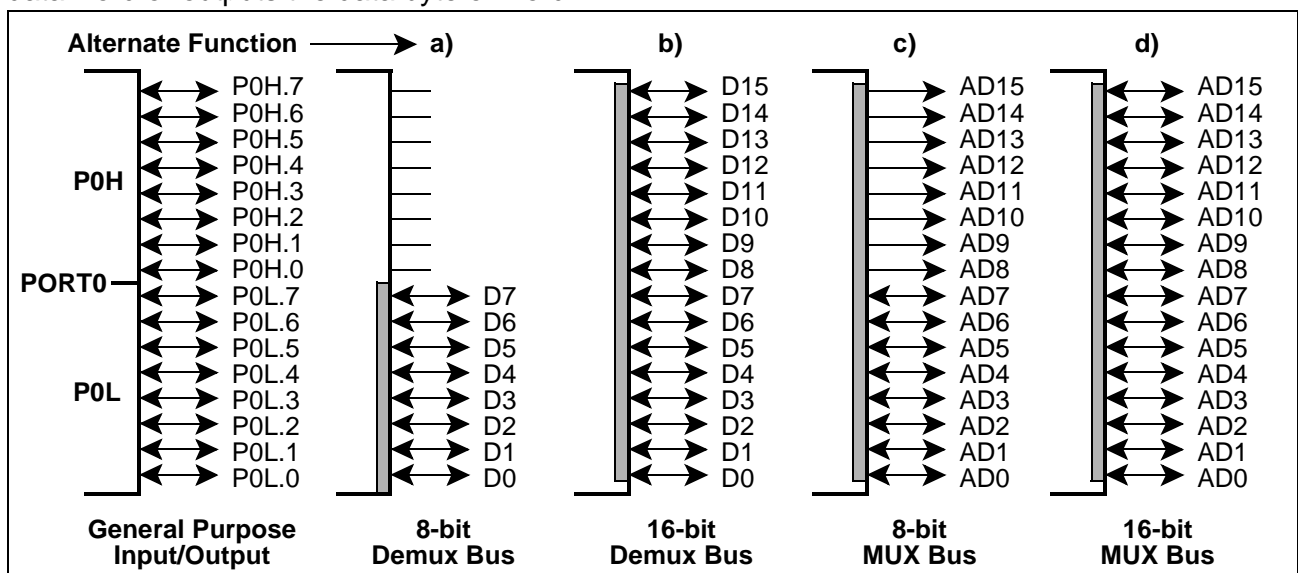 outputs the data byte
Alternate Function a) b) c) d)
P0H.7 D15 AD15 AD15
P0H.6 D14 AD14 AD14
P0H.5 D13 AD13 AD13
P0H.4 D12 AD12 AD12
P0H
P0H.3 D11 AD11 AD11
P0H.2 D10 AD10 AD10
P0H.1 D9 AD9 AD9
P0H.0 D8 AD8 AD8
PORT0
P0L.7 D7 D7 AD7 AD7
P0L.6 D6 D6 AD6 AD6
P0L.5 D5 D5 AD5 AD5
P0L.4 D4 D4 AD4 AD4
P0L
P0L.3 D3 D3 AD3 AD3
P0L.2 D2 D2 AD2 AD2
P0L.1 D1 D1 AD1 AD1
P0L.0 D0 D0 AD0 AD0
General Purpose 8-bit 16-bit 8-bit 16-bit
Input/Output Demux Bus Demux Bus MUX Bus MUX Bus